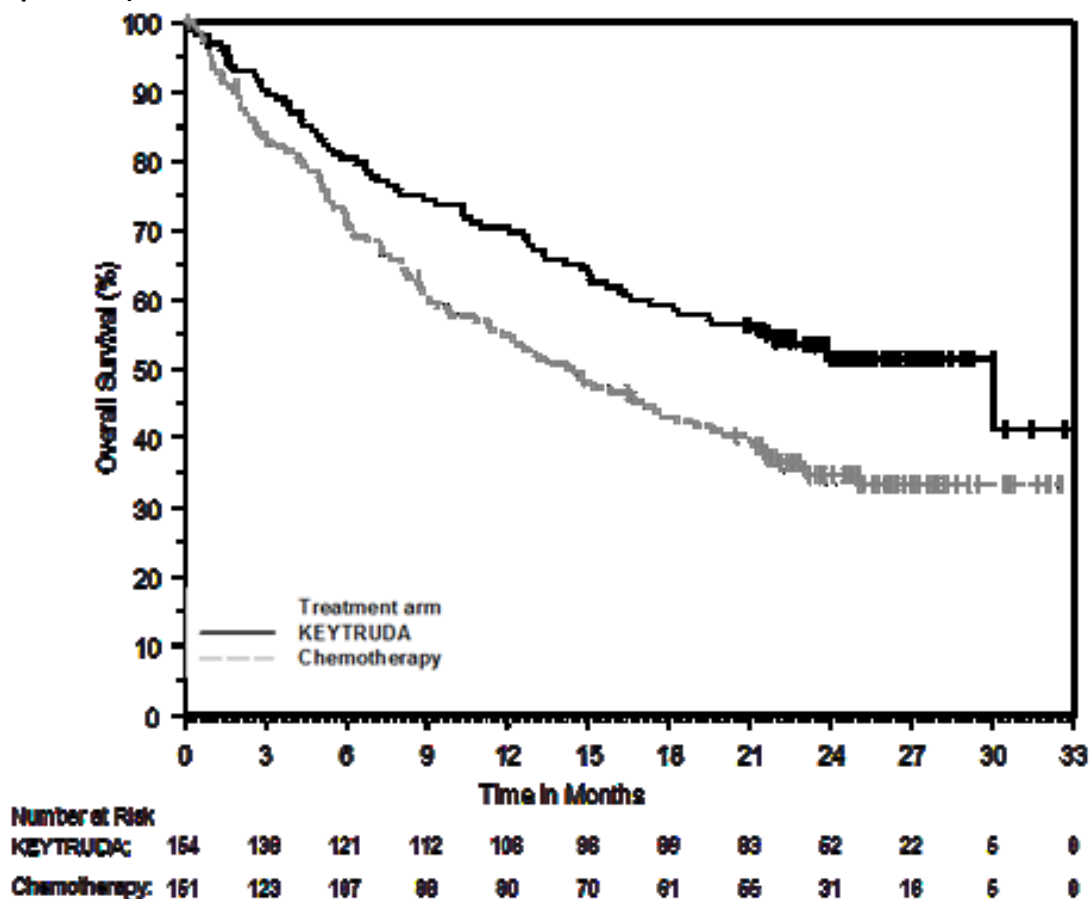 100
90
80
70
60
50
40
30
20
10
0
Overall Survival (%)
Treatment arm
KEYTRUDA
Chemotherapy
0 3 6 9 12 15 18 21 24 27 30 33
Time in Months
Number at Risk
KEYTRUDA: 154 136 121 112 106 96 89 83 52 22 5 0
Chemotherapy: 151 123 107 88 80 70 61 55 31 16 5 0